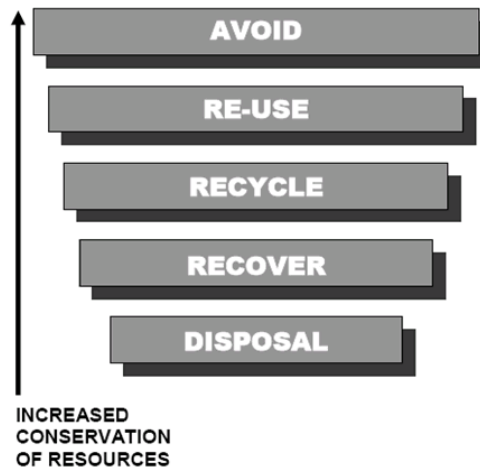 AVOID
RE-USE
RECYCLE
RECOVER
DISPOSAL
INCREASED
CONSERVATION
OF RESOURCES